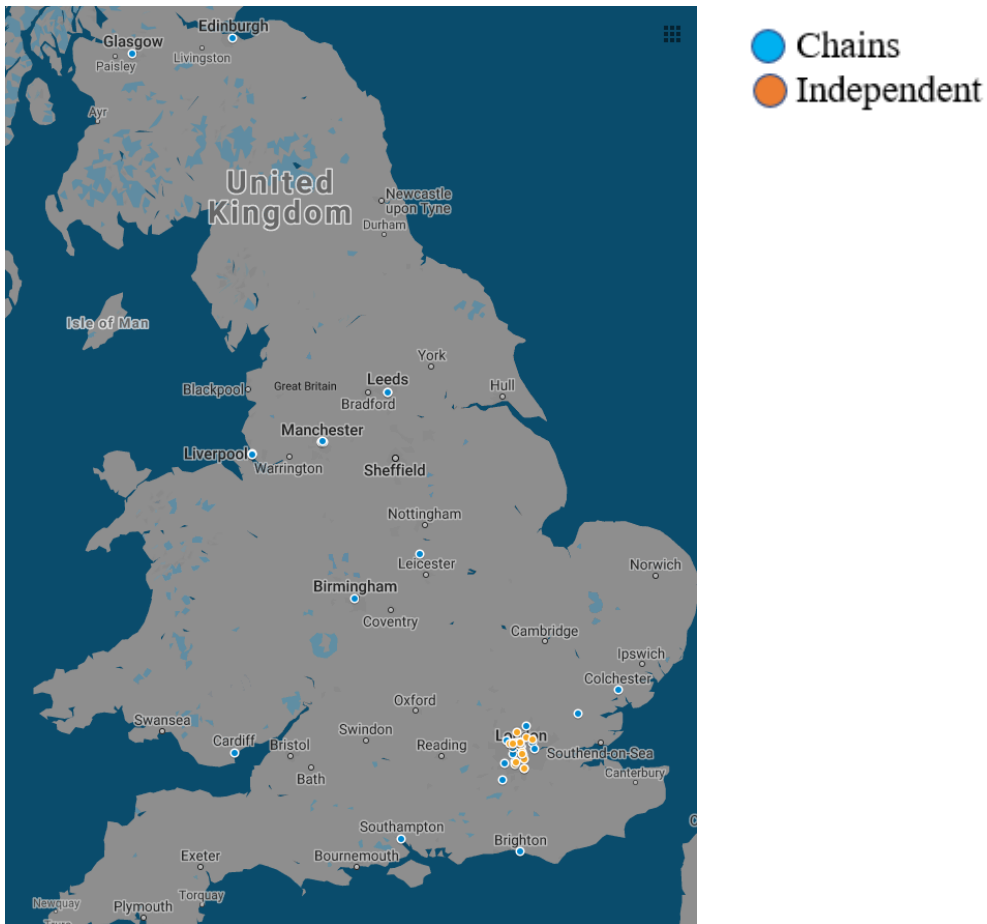 Edinburgh
Glasgow
Livingston
Paisley
Ayr
United
Kingdom
Newcastle
upon Tyne
Durham
Isle of Man
York
Leeds
Great Britain
Blackpool
Hull
Bradford
Manchester
Liverpool
Warrington
Sheffield
Nottingham
Leicester
Norwich
Birmingham
Coventry
Cambridge
Ipswich
Colchester
Oxford
Swansea
Swindon
Cardiff
Bristol
Reading
Southend-on-Sea
Bath
Canterbury
Southampton
Brighton
Exeter
Bournemouth
Torquay
Newquay
Plymouth
Chains
Independent